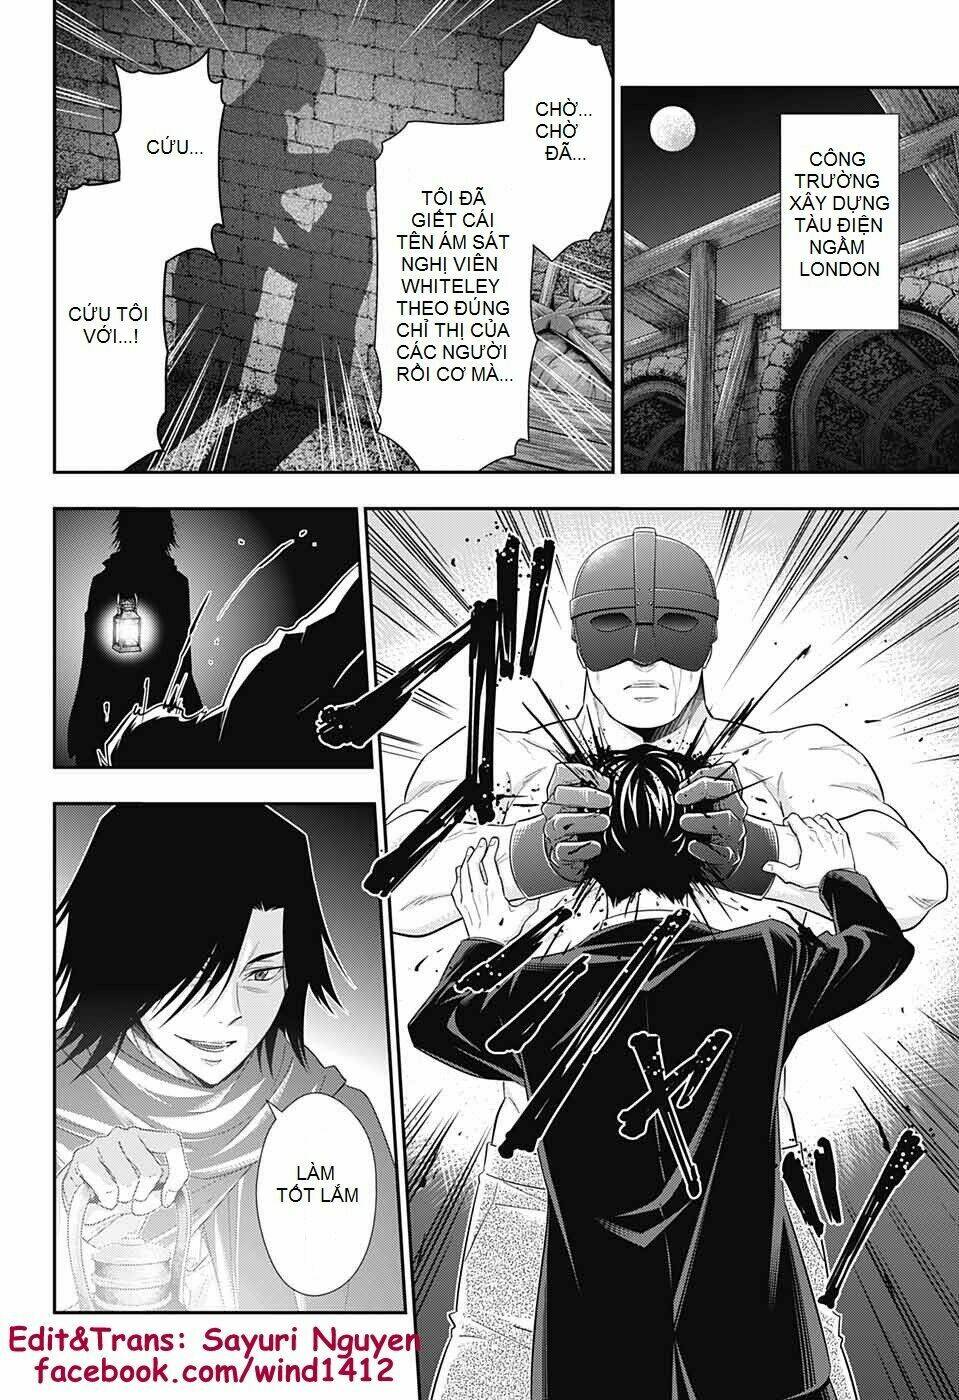 CÔNG
TRƯỜNG
XÂY DỰNG
TÀU ĐIỆN
NGẦM
LONDON
CHỜ...
CHỜ
ĐÃ...
TÔI ĐÃ
GIẾT CÁI
TÊN ÁM SÁT
NGHỊ VIÊN
WHITELEY
THEO ĐÚNG
CHỈ THỊ CỦA
CÁC NGƯỜI
RỒI CƠ MÀ...
CỨU...
CỨU TÔI
VỚI...!
LÀM
TỐT LẮM
Edit&Trans: Sayuri Nguyen
facebook.com/wind1412